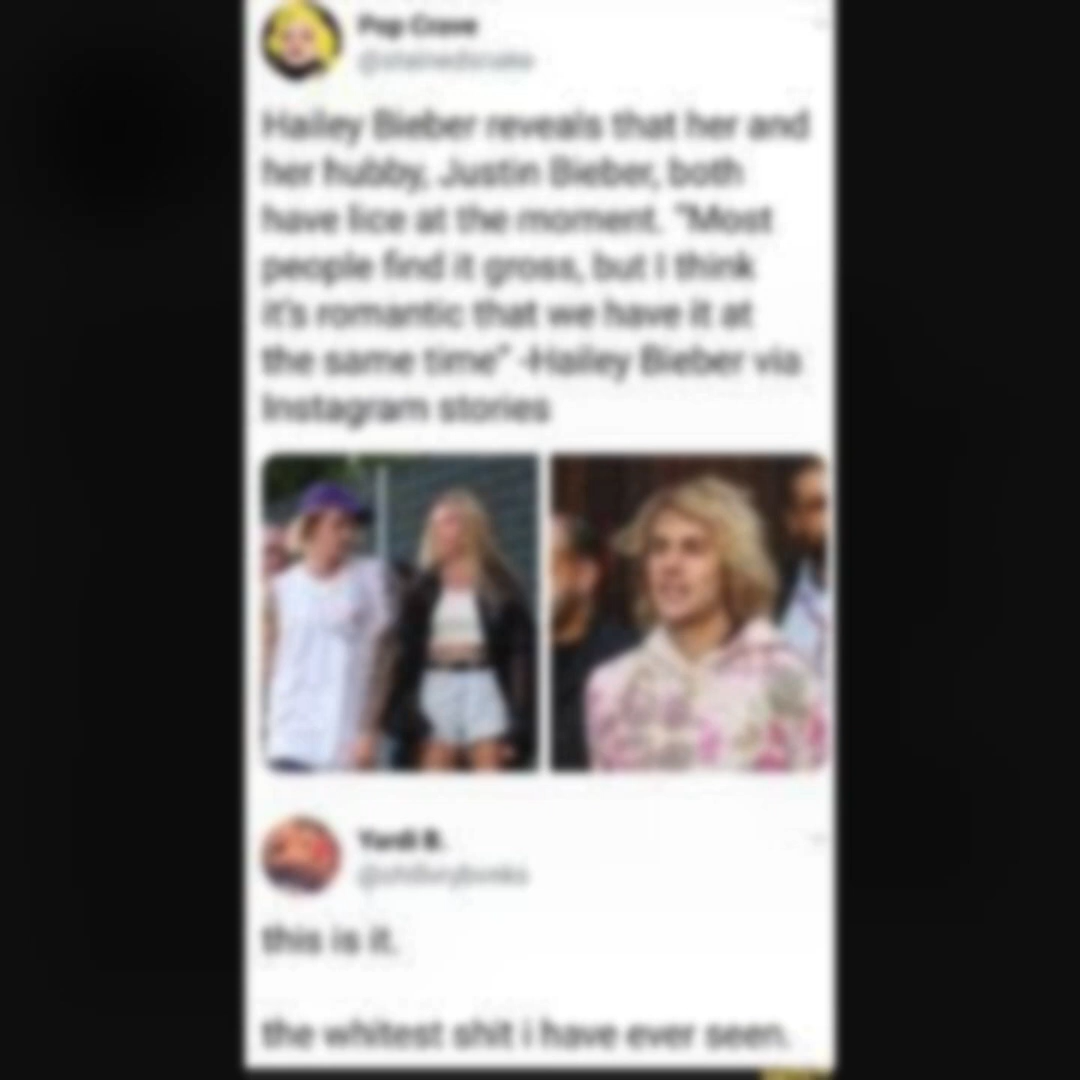 Pop Crave
Hailey Bieber reveals that her and
her hubby, Justin Bieber, both
have lice at the moment. "Most
people find it gross, but I think
it's romantic that we have it at
the same time" -Hailey Bieber via
Instagram stories
Yardi B.
this is it.
the whitest shit i have ever seen.